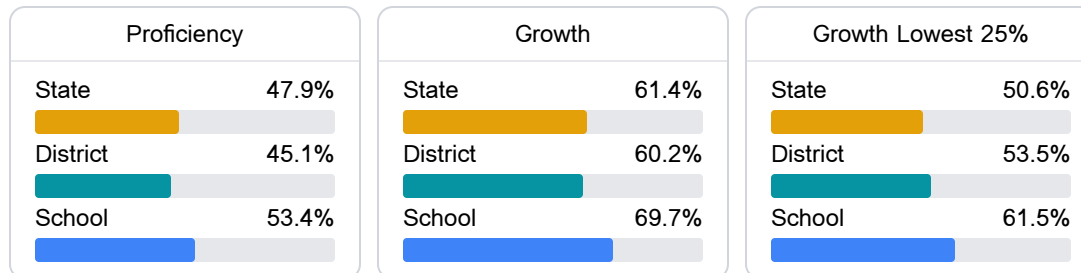 Proficiency
State 47.9%
District 45.1%
School 53.4%
Growth
State 61.4%
District 60.2%
School 69.7%
Growth Lowest 25%
State 50.6%
District 53.5%
School 61.5%